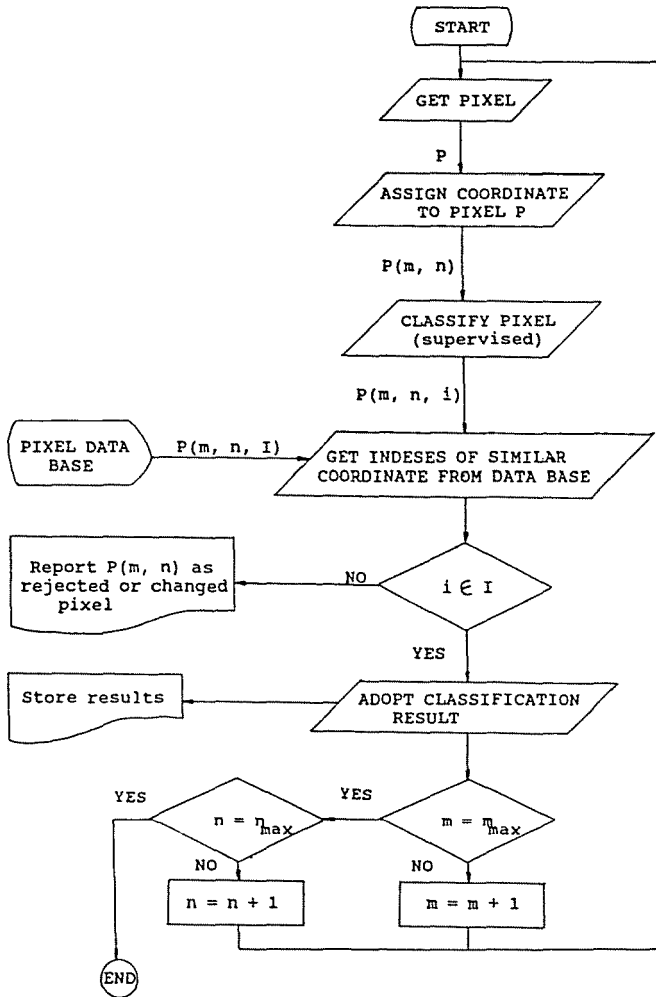 START
GET PIXEL
P
ASSIGN COORDINATE
TO PIXEL P
P(m, n)
CLASSIFY PIXEL
(supervised)
P(m, n, i)
PIXEL DATA
BASE
P(m, n, I)
GET INDESES OF SIMILAR
COORDINATE FROM DATA BASE
Report P(m, n) as
rejected or changed
pixel
NO
i ∈ I
YES
Store results
ADOPT CLASSIFICATION
RESULT
YES
n = nmax
YES
m = mmax
NO
NO
n = n + 1
m = m + 1
END